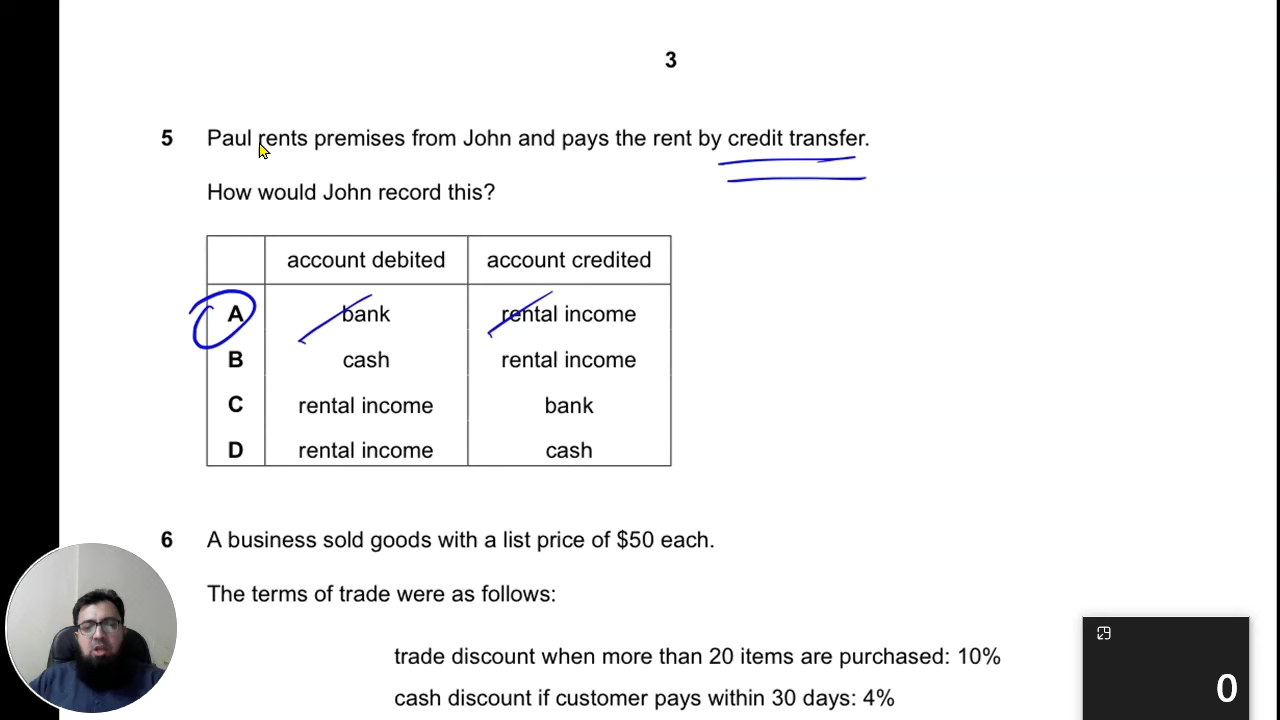 3
5 Paul rents premises from John and pays the rent by credit transfer.
How would John record this?
account debited account credited
A bank rental income
B cash rental income
C rental income bank
D rental income cash
6 A business sold goods with a list price of $50 each.
The terms of trade were as follows:
trade discount when more than 20 items are purchased: 10%
cash discount if customer pays within 30 days: 4%
0